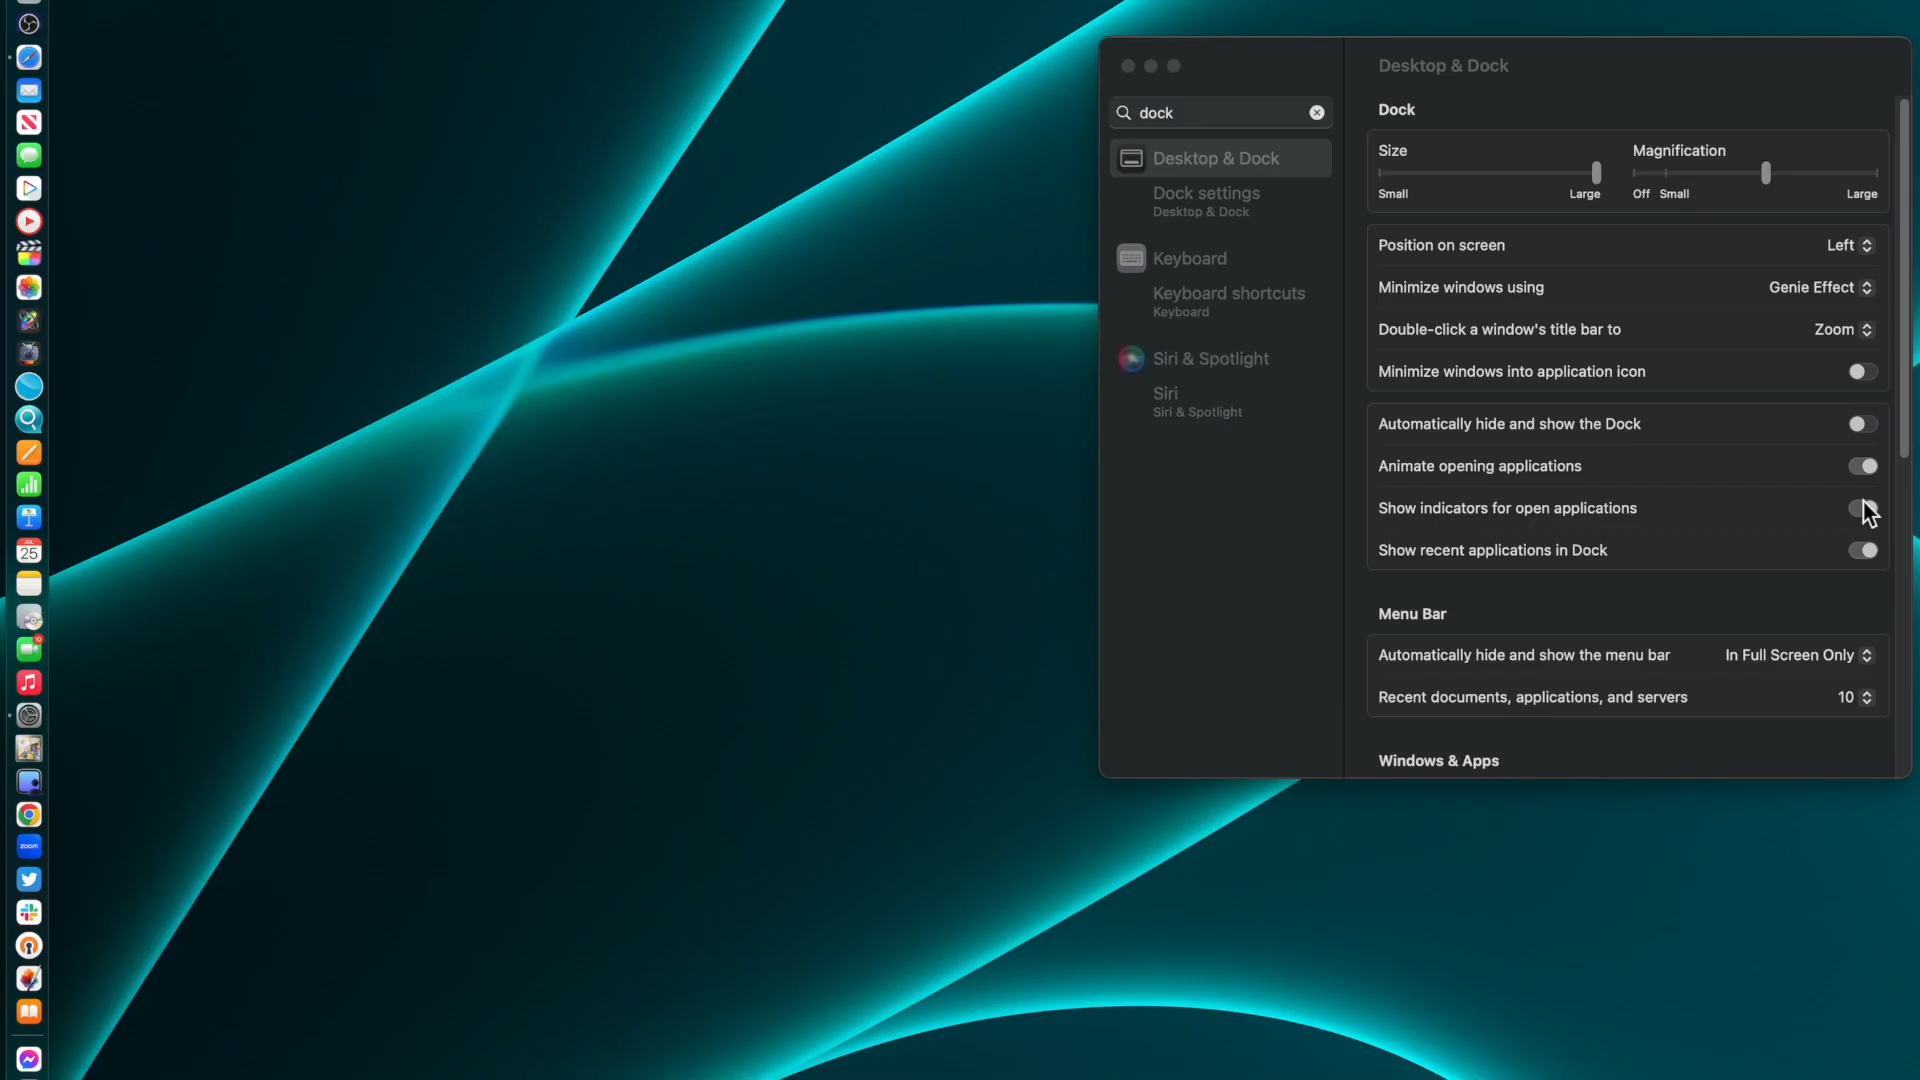 JUL
25
10
zoom
dock
Desktop & Dock
Dock settings
Desktop & Dock
Keyboard
Keyboard shortcuts
Keyboard
Siri & Spotlight
Siri
Siri & Spotlight
Desktop & Dock
Dock
Size
Magnification
Small
Large
Off
Small
Large
Position on screen
Left
Minimize windows using
Genie Effect
Double-click a window's title bar to
Zoom
Minimize windows into application icon
Automatically hide and show the Dock
Animate opening applications
Show indicators for open applications
Show recent applications in Dock
Menu Bar
Automatically hide and show the menu bar
In Full Screen Only
Recent documents, applications, and servers
10
Windows & Apps